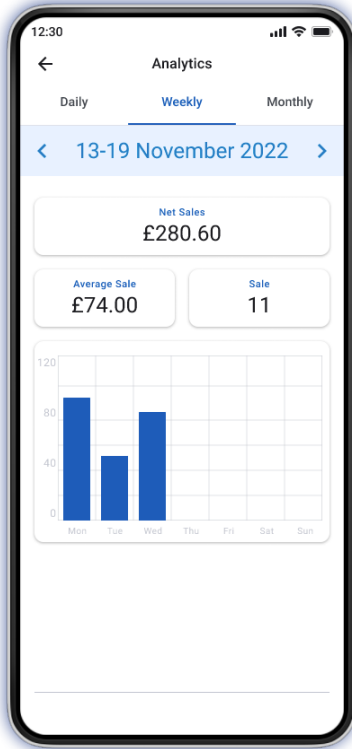 12:30
Analytics
Daily Weekly Monthly
13-19 November 2022
Net Sales
£280.60
Average Sale
£74.00
Sale
11
120
80
40
0
Mon Tue Wed Thu Fri Sat Sun